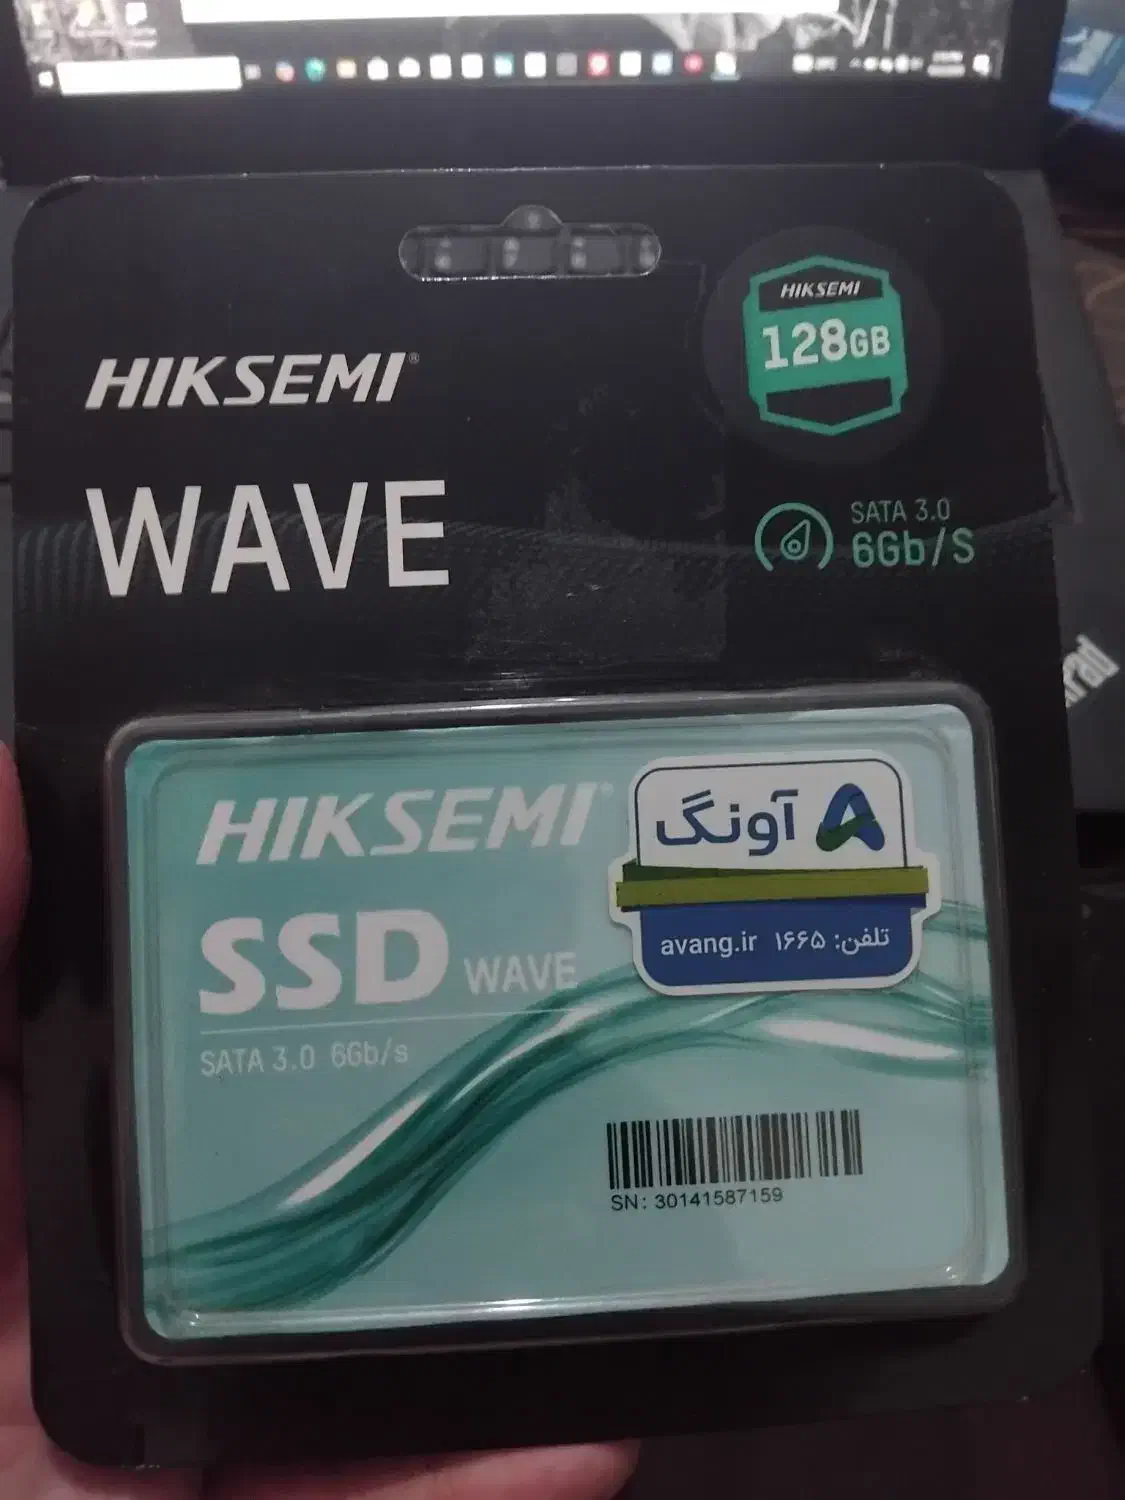 HIKSEMI®
WAVE
HIKSEMI
128GB
SATA 3.0
6Gb/S
HIKSEMI
SSD WAVE
SATA 3.0 6Gb/s
آونگ
تلفن: ۱۶۶۵ avang.ir
SN: 30141587159
Pad